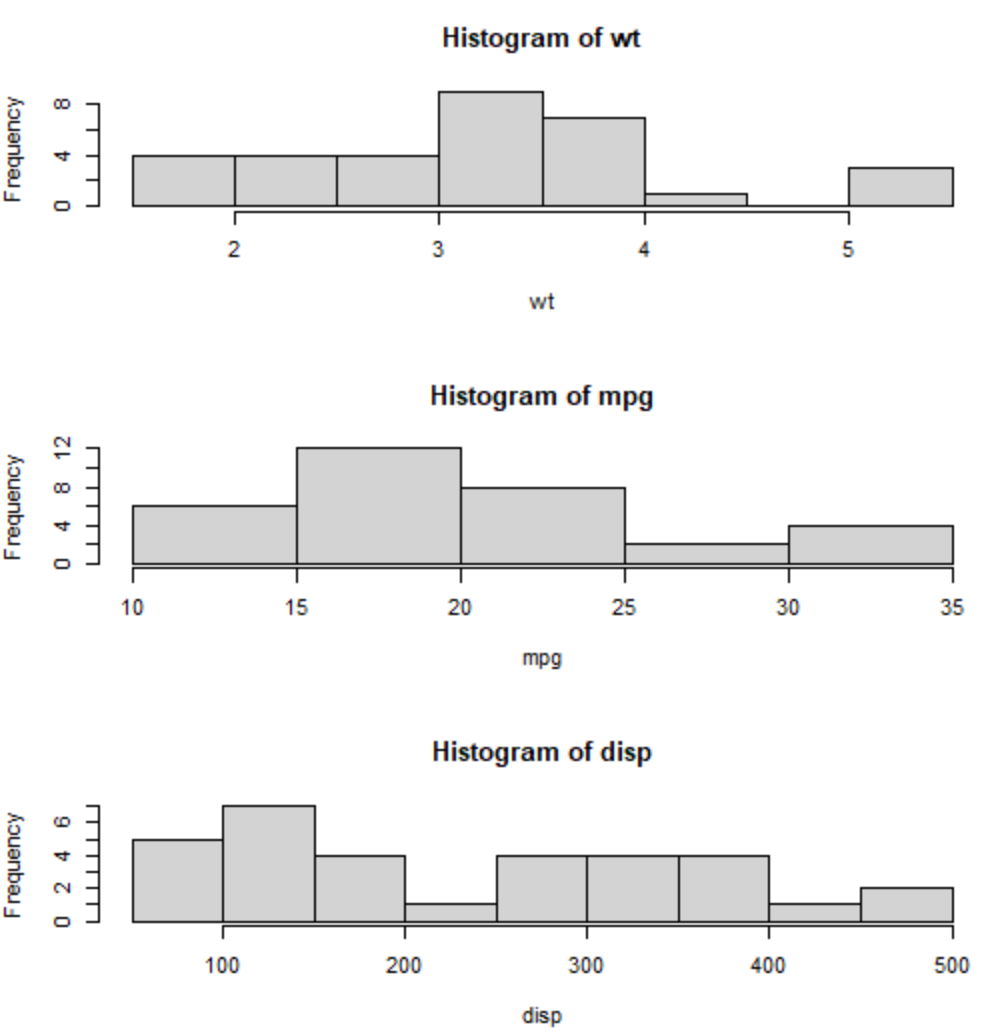 Histogram of wt
Frequency
8
4
0
2 3 4 5
wt
Histogram of mpg
Frequency
12
8
4
0
10 15 20 25 30 35
mpg
Histogram of disp
Frequency
6
4
2
0
100 200 300 400 500
disp